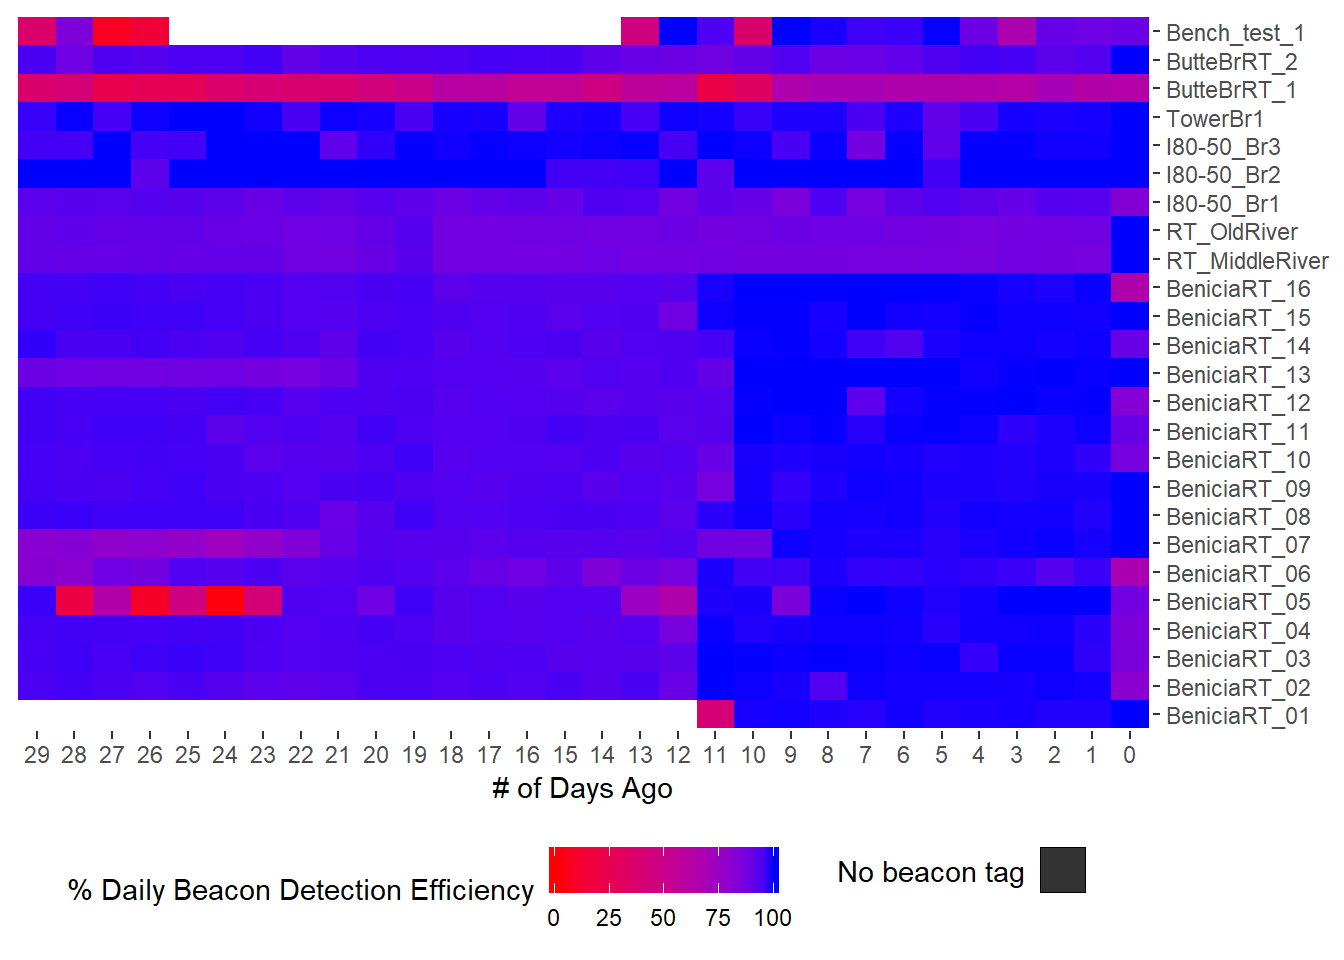 Bench_test_1
ButteBrRT_2
ButteBrRT_1
TowerBr1
I80-50_Br3
I80-50_Br2
I80-50_Br1
RT_OldRiver
RT_MiddleRiver
BeniciaRT_16
BeniciaRT_15
BeniciaRT_14
BeniciaRT_13
BeniciaRT_12
BeniciaRT_11
BeniciaRT_10
BeniciaRT_09
BeniciaRT_08
BeniciaRT_07
BeniciaRT_06
BeniciaRT_05
BeniciaRT_04
BeniciaRT_03
BeniciaRT_02
BeniciaRT_01
29 28 27 26 25 24 23 22 21 20 19 18 17 16 15 14 13 12 11 10 9 8 7 6 5 4 3 2 1 0
# of Days Ago
% Daily Beacon Detection Efficiency
0 25 50 75 100
No beacon tag